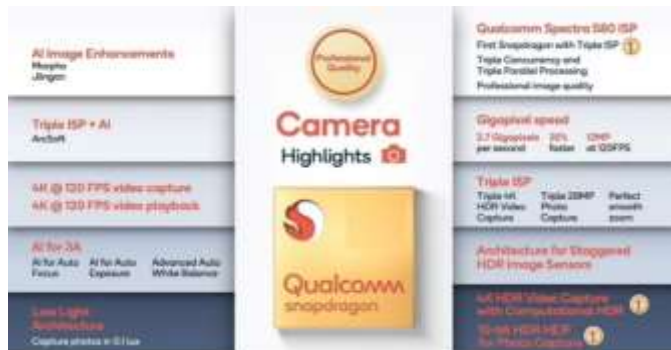 AI Image Enhancements
Morpho
Jiigan
Triple ISP + AI
ArcSoft
4K @ 120 FPS video capture
4K @ 120 FPS video playback
AI for 3A
AI for Auto Focus
AI for Auto Exposure
Advanced Auto White Balance
Low Light
Architecture
Capture photos in 0.1 lux
Professional
Quality
Camera
Highlights
Qualcomm
snapdragon
Qualcomm Spectra 580 ISP
First Snapdragon with Triple ISP
Triple Concurrency and
Triple Parallel Processing
Professional image quality
Gigapixel speed
2.7 Gigapixels per second
35% faster
12MP at 120FPS
Triple ISP
Triple 4K HDR Video Capture
Triple 28MP Photo Capture
Perfect smooth zoom
Architecture for Staggered
HDR Image Sensors
4K HDR Video Capture
with Computational HDR
10-bit HDR HEIF
for Photo Capture